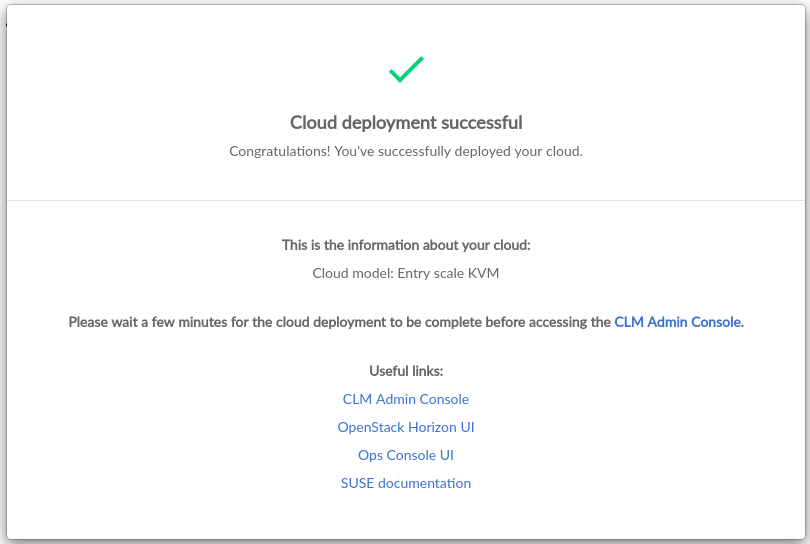 Cloud deployment successful
Congratulations! You've successfully deployed your cloud.
This is the information about your cloud:
Cloud model: Entry scale KVM
Please wait a few minutes for the cloud deployment to be complete before accessing the CLM Admin Console.
Useful links:
CLM Admin Console
OpenStack Horizon UI
Ops Console UI
SUSE documentation